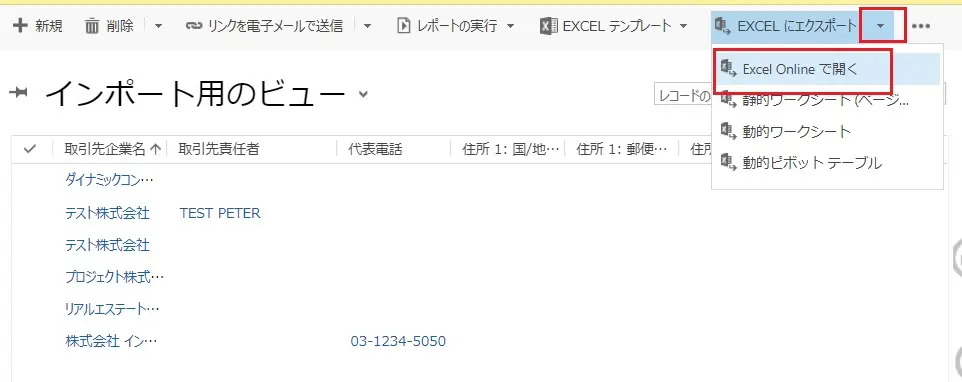 新規 削除 リンクを電子メールで送信 レポートの実行 EXCEL テンプレート EXCEL にエクスポート
Excel Online で開く
インポート用のビュー レコードの
静的ワークシート (ページ...
動的ワークシート
取引先企業名 取引先責任者 代表電話 住所 1: 国/地... 住所 1: 郵便... 住所
動的ピボット テーブル
ダイナミックコン...
テスト株式会社 TEST PETER
テスト株式会社
プロジェクト株式...
リアルエステート...
株式会社 イン... 03-1234-5050